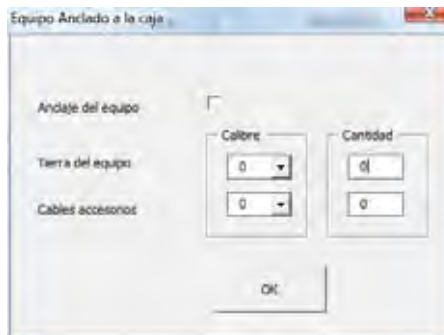 Equipo Anclado a la caja
Anclaje del equipo
Calibre
Cantidad
Tierra del equipo
0
0
Cables accesorios
0
0
OK